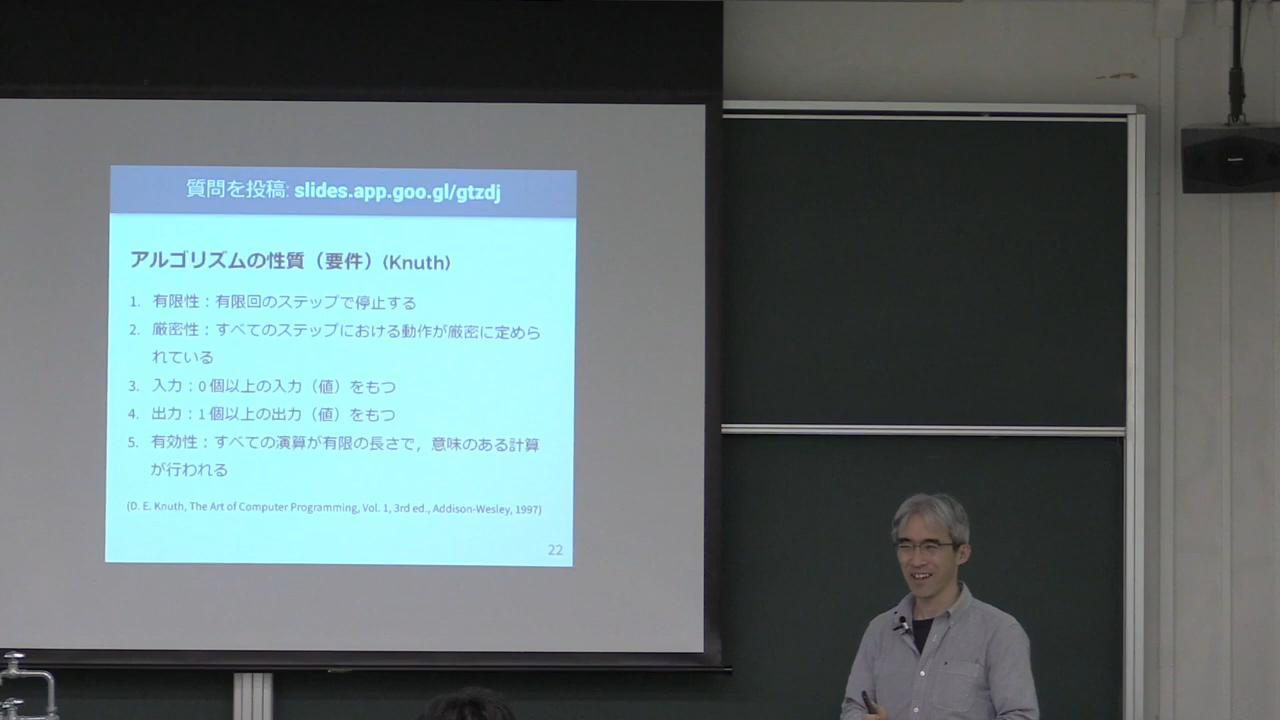 質問を投稿: slides.app.goo.gl/gtzdj
アルゴリズムの性質（要件）(Knuth)
1. 有限性：有限回のステップで停止する
2. 厳密性：すべてのステップにおける動作が厳密に定めら
れている
3. 入力：0 個以上の入力（値）をもつ
4. 出力：1 個以上の出力（値）をもつ
5. 有効性：すべての演算が有限の長さで，意味のある計算
が行われる
(D. E. Knuth, The Art of Computer Programming, Vol. 1, 3rd ed., Addison-Wesley, 1997)
22